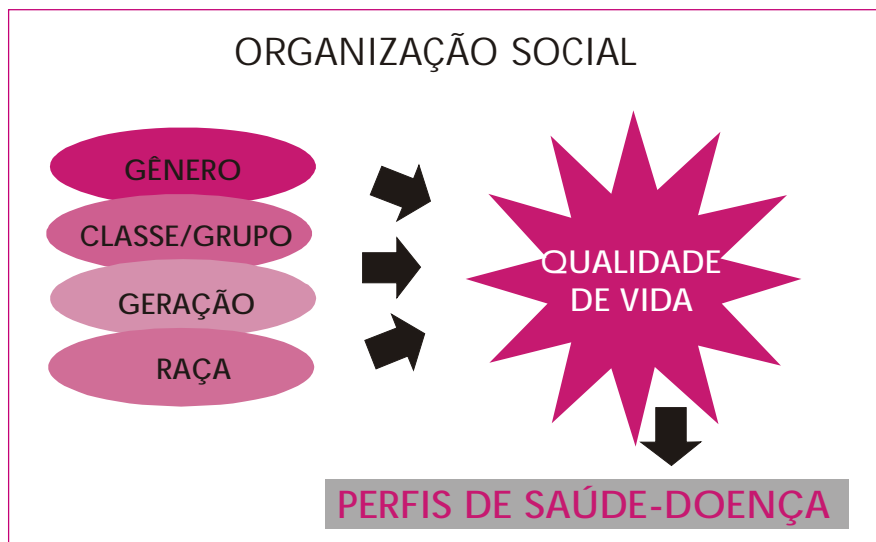 ORGANIZAÇÃO SOCIAL
GÊNERO
CLASSE/GRUPO
GERAÇÃO
RAÇA
QUALIDADE
DE VIDA
PERFIS DE SAÚDE-DOENÇA